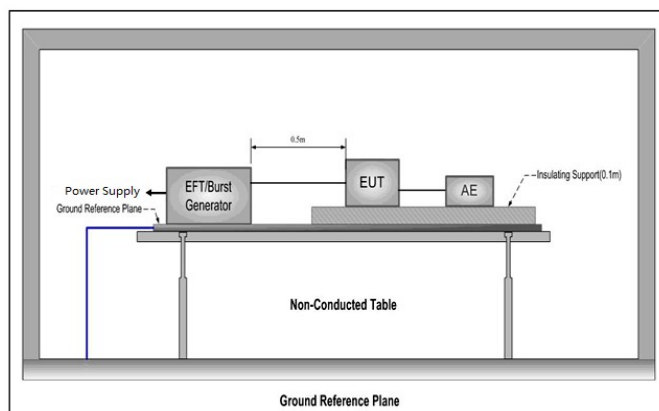 0.5m
EUT
AE
Insulating Support(0.1m)
EFT/Burst
Generator
Power Supply
Ground Reference Plane
Non-Conducted Table
Ground Reference Plane